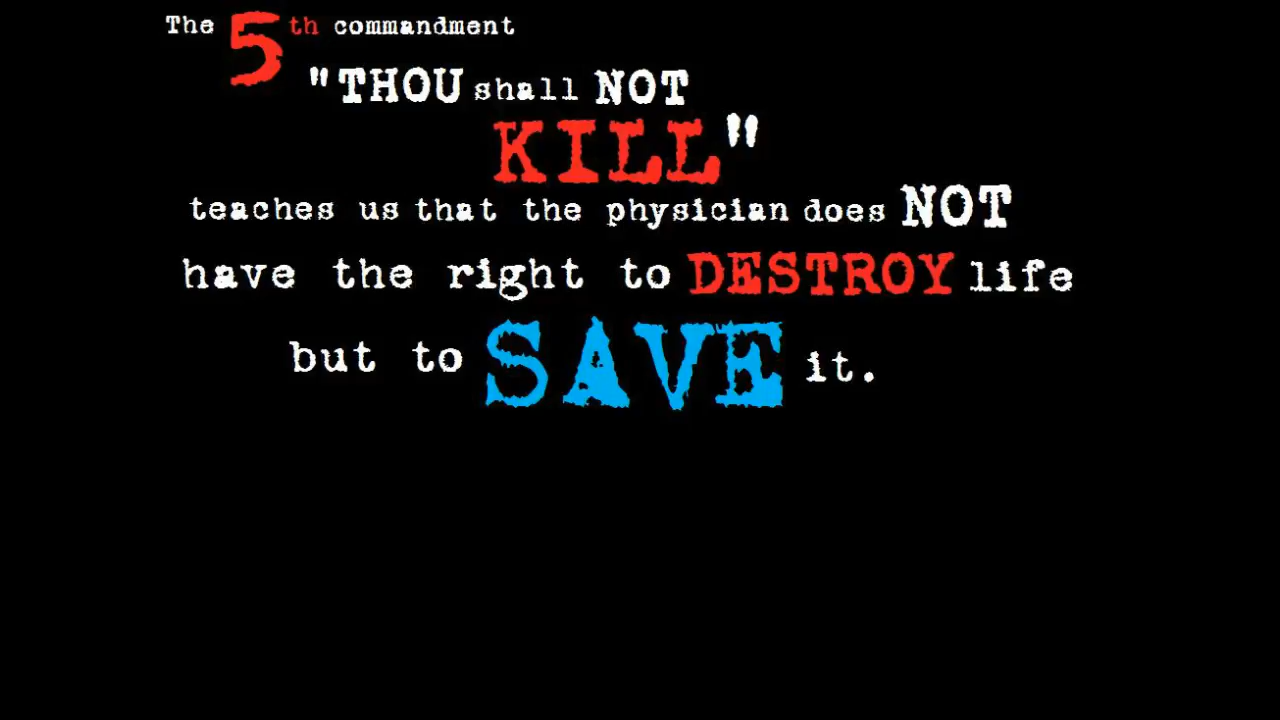 The 5th commandment
"THOU shall NOT
KILL"
teaches us that the physician does NOT
have the right to DESTROY life
but to SAVE it.